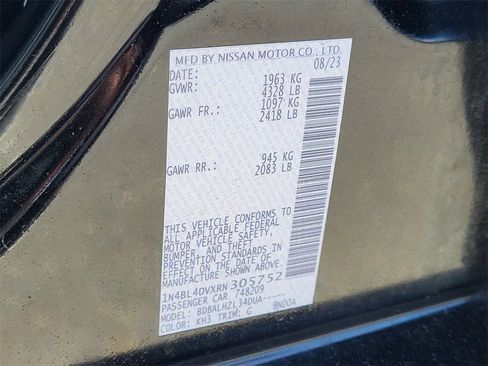 MFD BY NISSAN MOTOR CO., LTD.
DATE: 08/23
GVWR: 1963 KG
4328 LB
GAWR FR.: 1097 KG
2418 LB
GAWR RR.: 945 KG
2083 LB
THIS VEHICLE CONFORMS TO
ALL APPLICABLE FEDERAL
MOTOR VEHICLE SAFETY,
BUMPER, AND THEFT
PREVENTION STANDARDS IN
EFFECT ON THE DATE OF
MANUFACTURE SHOWN ABOVE.
1N4BL4DVXRN305752
PASSENGER CAR 748209
MODEL: BDBALHZL34DUA-----
COLOR: KH3 TRIM: G 9N00A